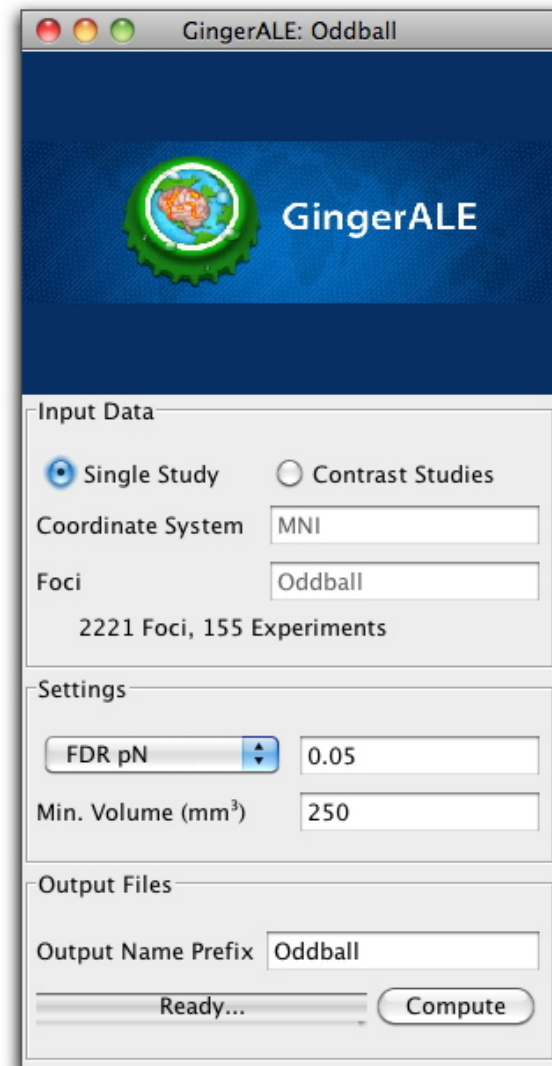 GingerALE: Oddball
GingerALE
Input Data
Single Study Contrast Studies
Coordinate System MNI
Foci Oddball
2221 Foci, 155 Experiments
Settings
FDR pN 0.05
Min. Volume (mm³) 250
Output Files
Output Name Prefix Oddball
Ready... Compute